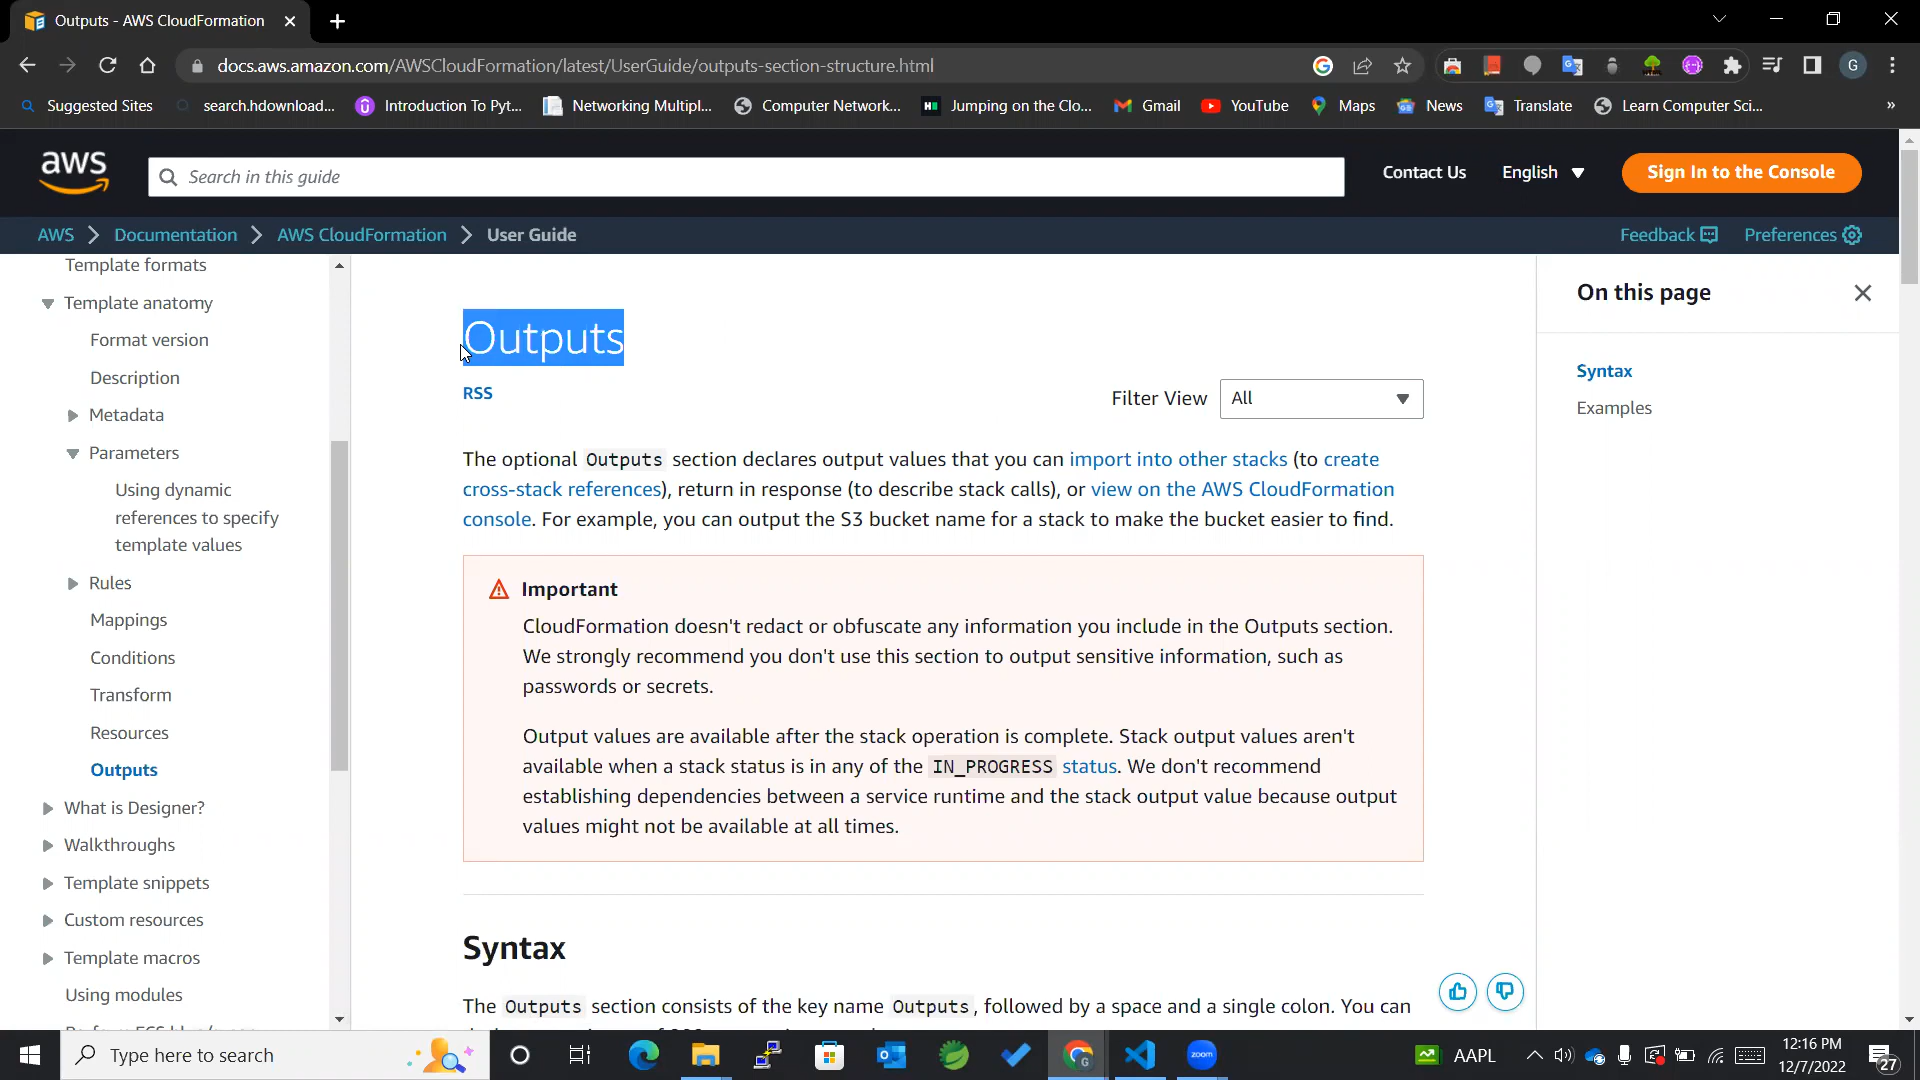 Outputs - AWS CloudFormation
docs.aws.amazon.com/AWSCloudFormation/latest/UserGuide/outputs-section-structure.html
G
Suggested Sites
search.hdownload...
Introduction To Pyt...
Networking Multipl...
Computer Network...
Jumping on the Clo...
Gmail
YouTube
Maps
News
Translate
Learn Computer Sci...
»
aws
Search in this guide
Contact Us
English
Sign In to the Console
AWS
Documentation
AWS CloudFormation
User Guide
Feedback
Preferences
Template formats
Template anatomy
Format version
Description
Metadata
Parameters
Using dynamic
references to specify
template values
Rules
Mappings
Conditions
Transform
Resources
Outputs
What is Designer?
Walkthroughs
Template snippets
Custom resources
Template macros
Using modules
Outputs
RSS
Filter View
All
The optional Outputs section declares output values that you can import into other stacks (to create
cross-stack references), return in response (to describe stack calls), or view on the AWS CloudFormation
console. For example, you can output the S3 bucket name for a stack to make the bucket easier to find.
Important
CloudFormation doesn't redact or obfuscate any information you include in the Outputs section.
We strongly recommend you don't use this section to output sensitive information, such as
passwords or secrets.
Output values are available after the stack operation is complete. Stack output values aren't
available when a stack status is in any of the IN_PROGRESS status. We don't recommend
establishing dependencies between a service runtime and the stack output value because output
values might not be available at all times.
Syntax
The Outputs section consists of the key name Outputs, followed by a space and a single colon. You can
On this page
Syntax
Examples
Type here to search
zoom
AAPL
12:16 PM
12/7/2022
27